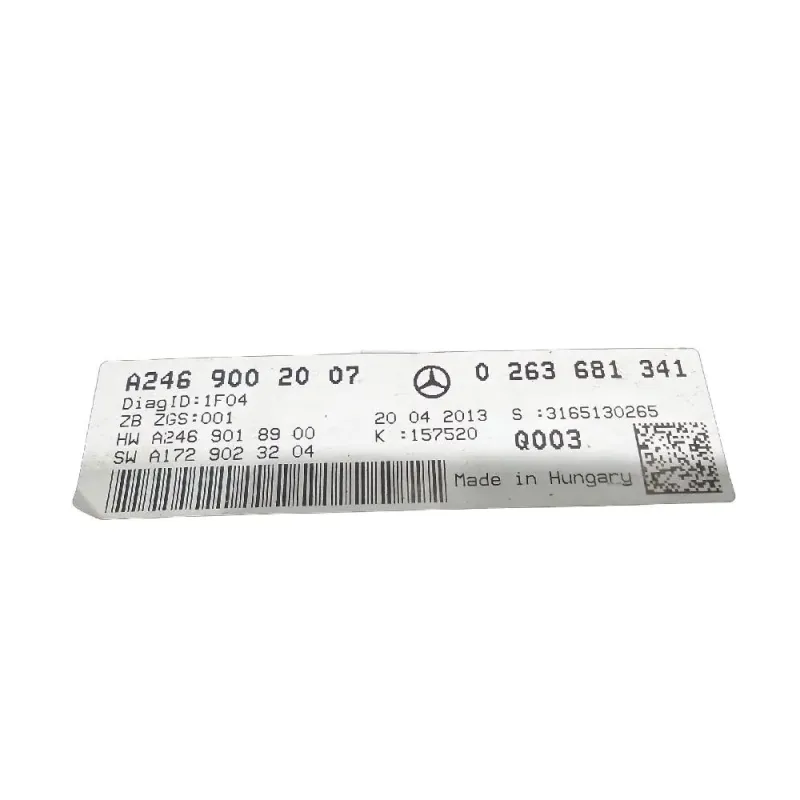 A246 900 20 07 0 263 681 341
DiagID:1F04
ZB ZGS:001 20 04 2013 S :3165130265
HW A246 901 89 00 K :157520 Q003
SW A172 902 32 04
Made in Hungary